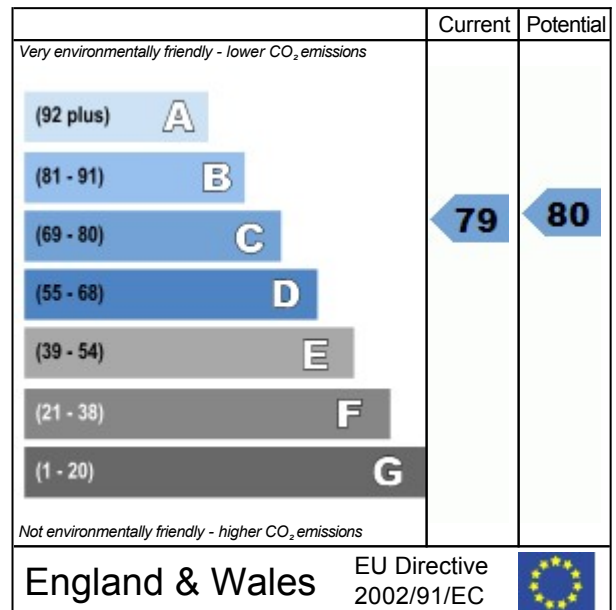 Current Potential
Very environmentally friendly - lower CO₂ emissions
(92 plus) A
(81 - 91) B
(69 - 80) C
79 80
(55 - 68) D
(39 - 54) E
(21 - 38) F
(1 - 20) G
Not environmentally friendly - higher CO₂ emissions
England & Wales
EU Directive
2002/91/EC